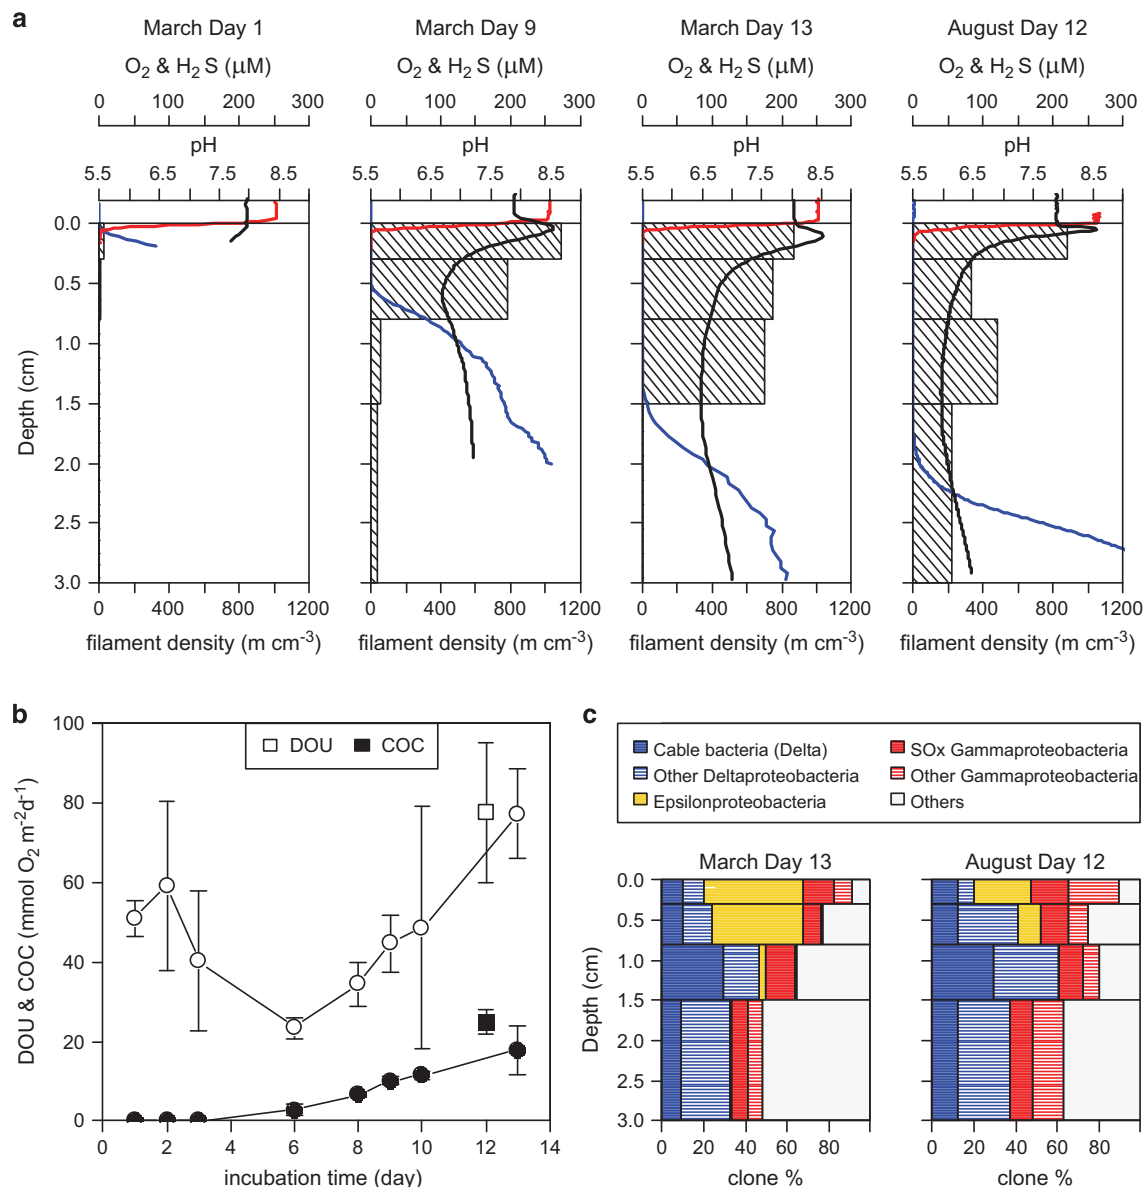 a
March Day 1
March Day 9
March Day 13
August Day 12
O2 & H2 S (μM)
O2 & H2 S (μM)
O2 & H2 S (μM)
O2 & H2 S (μM)
0 100 200 300
0 100 200 300
0 100 200 300
0 100 200 300
pH
pH
pH
pH
5.5 6.5 7.5 8.5
5.5 6.5 7.5 8.5
5.5 6.5 7.5 8.5
5.5 6.5 7.5 8.5
Depth (cm)
0.0
0.5
1.0
1.5
2.0
2.5
3.0
0 400 800 1200
0 400 800 1200
0 400 800 1200
0 400 800 1200
filament density (m cm-3)
filament density (m cm-3)
filament density (m cm-3)
filament density (m cm-3)
b
DOU & COC (mmol O2 m-2d-1)
100
80
60
40
20
0
DOU COC
0 2 4 6 8 10 12 14
incubation time (day)
c
Cable bacteria (Delta)
SOx Gammaproteobacteria
Other Deltaproteobacteria
Other Gammaproteobacteria
Epsilonproteobacteria
Others
March Day 13
August Day 12
Depth (cm)
0.0
0.5
1.0
1.5
2.0
2.5
3.0
0 20 40 60 80
0 20 40 60 80
clone %
clone %